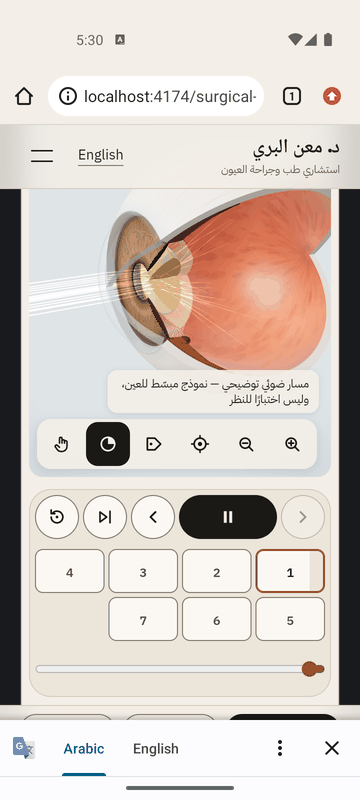 5:30
A
localhost:4174/surgical-
1
English
د. معن البري
استشاري طب وجراحة العيون
مسار ضوئي توضيحي — نموذج مبسّط للعين،
وليس اختبارًا للنظر
1
2
3
4
5
6
7
Arabic
English